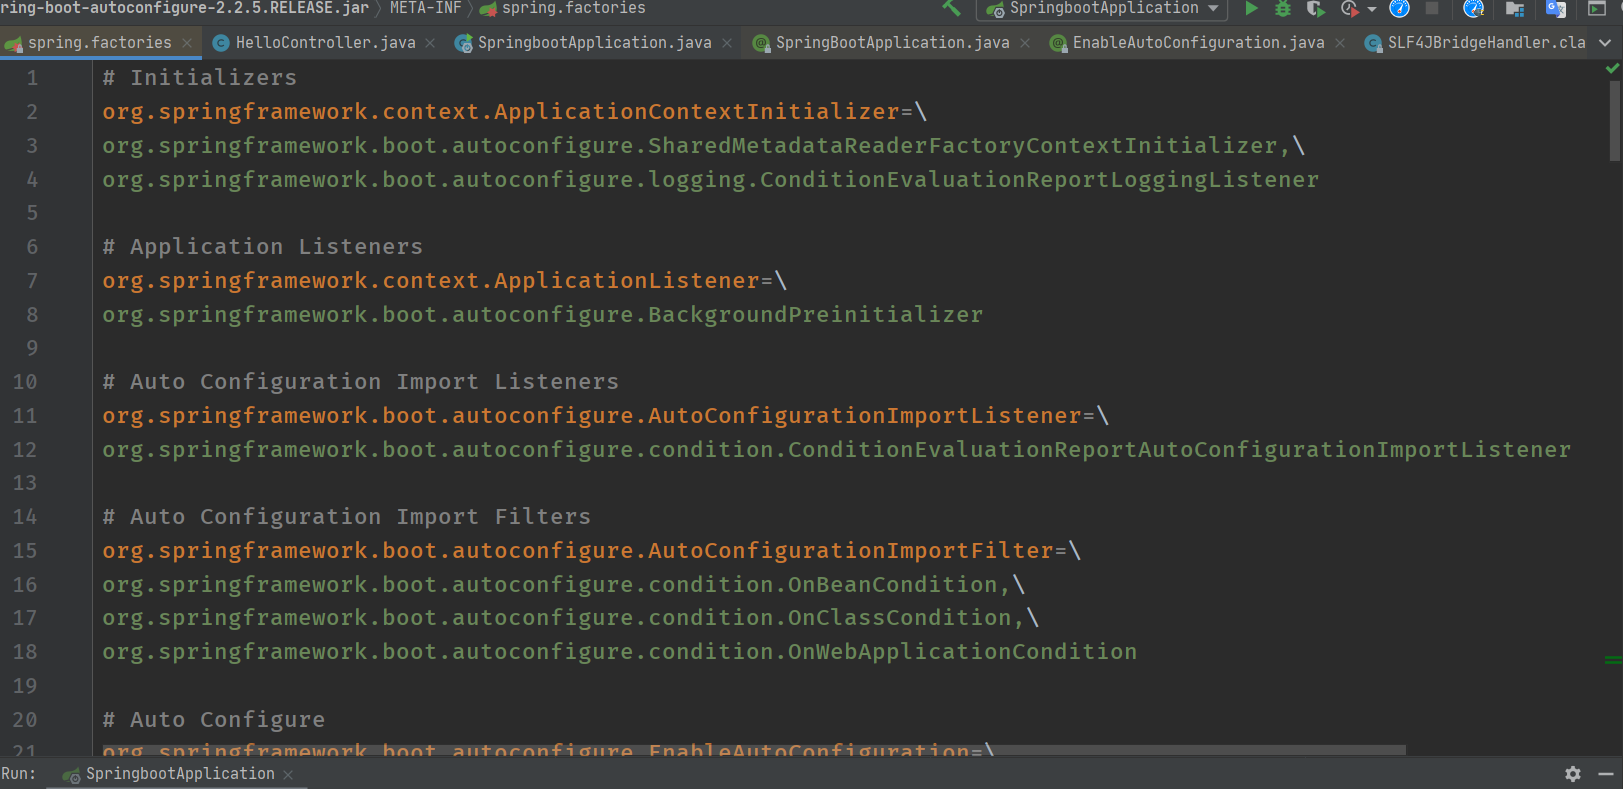 ring-boot-autoconfigure-2.2.5.RELEASE.jar META-INF spring.factories SpringbootApplication
spring.factories HelloController.java SpringbootApplication.java SpringBootApplication.java EnableAutoConfiguration.java SLF4JBridgeHandler.cla
1 # Initializers
2 org.springframework.context.ApplicationContextInitializer=\
3 org.springframework.boot.autoconfigure.SharedMetadataReaderFactoryContextInitializer,\
4 org.springframework.boot.autoconfigure.logging.ConditionEvaluationReportLoggingListener
5
6 # Application Listeners
7 org.springframework.context.ApplicationListener=\
8 org.springframework.boot.autoconfigure.BackgroundPreinitializer
9
10 # Auto Configuration Import Listeners
11 org.springframework.boot.autoconfigure.AutoConfigurationImportListener=\
12 org.springframework.boot.autoconfigure.condition.ConditionEvaluationReportAutoConfigurationImportListener
13
14 # Auto Configuration Import Filters
15 org.springframework.boot.autoconfigure.AutoConfigurationImportFilter=\
16 org.springframework.boot.autoconfigure.condition.OnBeanCondition,\
17 org.springframework.boot.autoconfigure.condition.OnClassCondition,\
18 org.springframework.boot.autoconfigure.condition.OnWebApplicationCondition
19
20 # Auto Configure
21 org.springframework.boot.autoconfigure.EnableAutoConfiguration=\
Run: SpringbootApplication